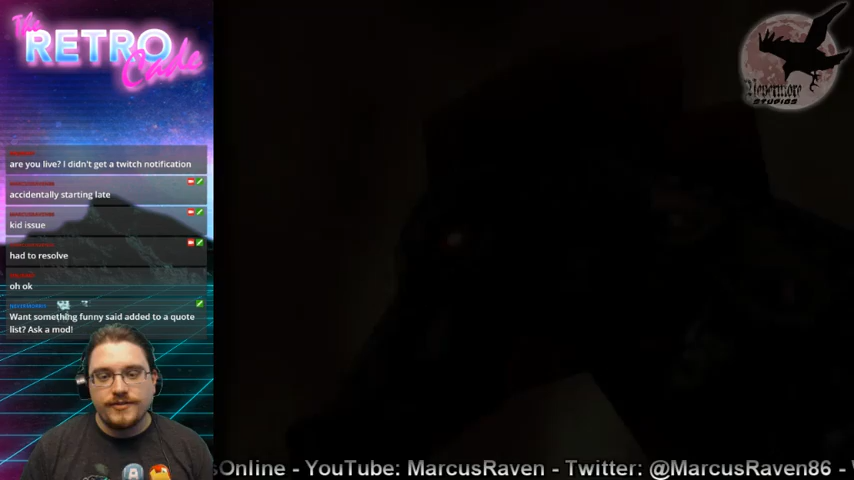 The
RETRO
Cade
Nevermore
STUDIOS
are you live? I didn't get a twitch notification
accidentally starting late
kid issue
had to resolve
oh ok
Want something funny said added to a quote
list? Ask a mod!
sOnline - YouTube: MarcusRaven - Twitter: @MarcusRaven86 -